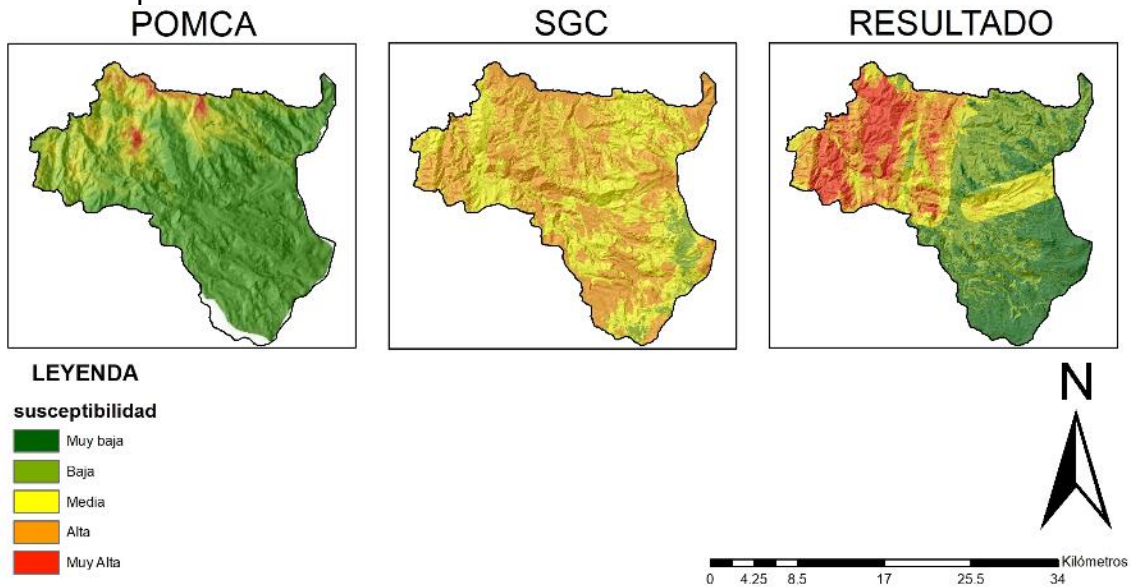 POMCA
SGC
RESULTADO
LEYENDA
susceptibilidad
Muy baja
Baja
Media
Alta
Muy Alta
N
Kilómetros
0 4.25 8.5 17 25.5 34